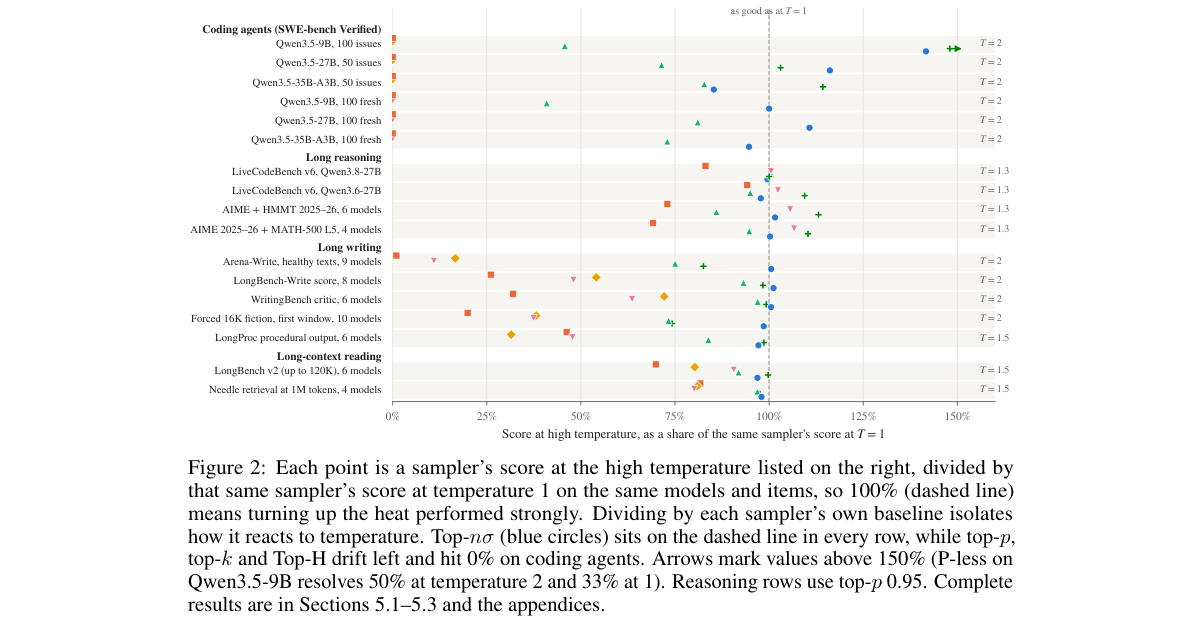 as good as at T = 1
Coding agents (SWE-bench Verified)
Qwen3.5-9B, 100 issues T = 2
Qwen3.5-27B, 50 issues T = 2
Qwen3.5-35B-A3B, 50 issues T = 2
Qwen3.5-9B, 100 fresh T = 2
Qwen3.5-27B, 100 fresh T = 2
Qwen3.5-35B-A3B, 100 fresh T = 2
Long reasoning
LiveCodeBench v6, Qwen3.8-27B T = 1.3
LiveCodeBench v6, Qwen3.6-27B T = 1.3
AIME + HMMT 2025–26, 6 models T = 1.3
AIME 2025–26 + MATH-500 L5, 4 models T = 1.3
Long writing
Arena-Write, healthy texts, 9 models T = 2
LongBench-Write score, 8 models T = 2
WritingBench critic, 6 models T = 2
Forced 16K fiction, first window, 10 models T = 2
LongProc procedural output, 6 models T = 1.5
Long-context reading
LongBench v2 (up to 120K), 6 models T = 1.5
Needle retrieval at 1M tokens, 4 models T = 1.5
0% 25% 50% 75% 100% 125% 150%
Score at high temperature, as a share of the same sampler's score at T = 1
Figure 2: Each point is a sampler's score at the high temperature listed on the right, divided by
that same sampler's score at temperature 1 on the same models and items, so 100% (dashed line)
means turning up the heat performed strongly. Dividing by each sampler's own baseline isolates
how it reacts to temperature. Top-nσ (blue circles) sits on the dashed line in every row, while top-p,
top-k and Top-H drift left and hit 0% on coding agents. Arrows mark values above 150% (P-less on
Qwen3.5-9B resolves 50% at temperature 2 and 33% at 1). Reasoning rows use top-p 0.95. Complete
results are in Sections 5.1–5.3 and the appendices.